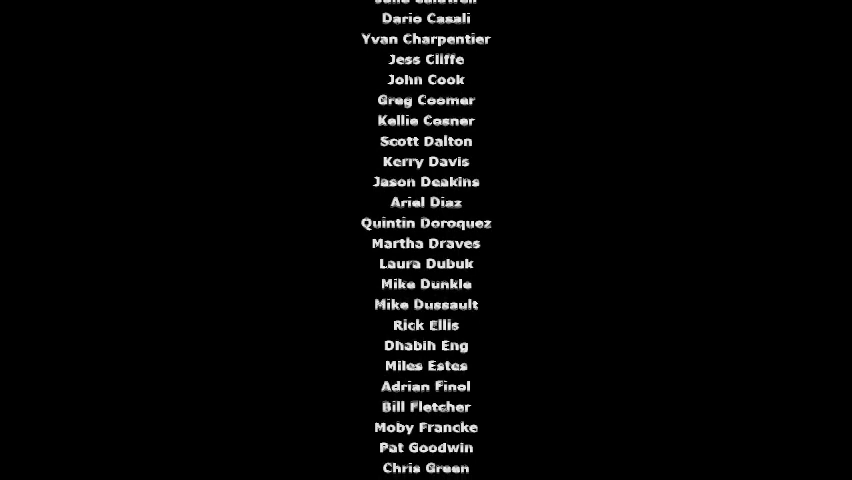 Dario Casali
Yvan Charpentier
Jess Cliffe
John Cook
Greg Coomer
Kellie Cosner
Scott Dalton
Kerry Davis
Jason Deakins
Ariel Diaz
Quintin Doroquez
Martha Draves
Laura Dubuk
Mike Dunkle
Mike Dussault
Rick Ellis
Dhabih Eng
Miles Estes
Adrian Finol
Bill Fletcher
Moby Francke
Pat Goodwin
Chris Green